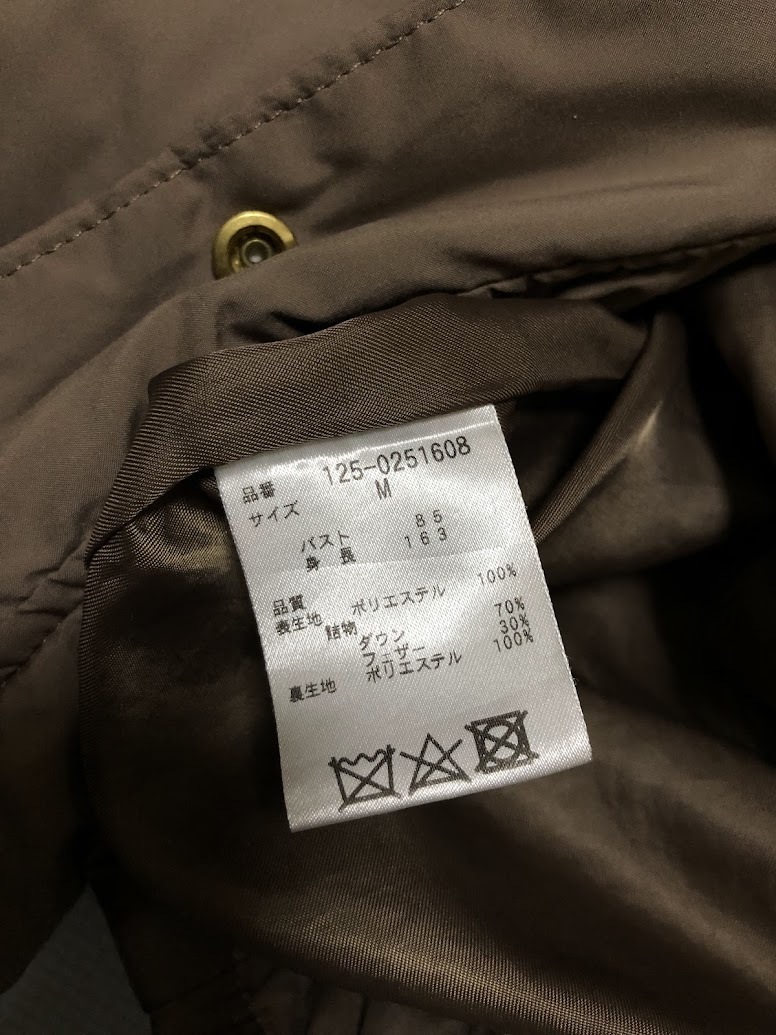 品番 125-0251608
サイズ M
バスト 85
身長 163
品質
表生地 ポリエステル 100%
詰物 ダウン 70%
フェザー 30%
裏生地 ポリエステル 100%